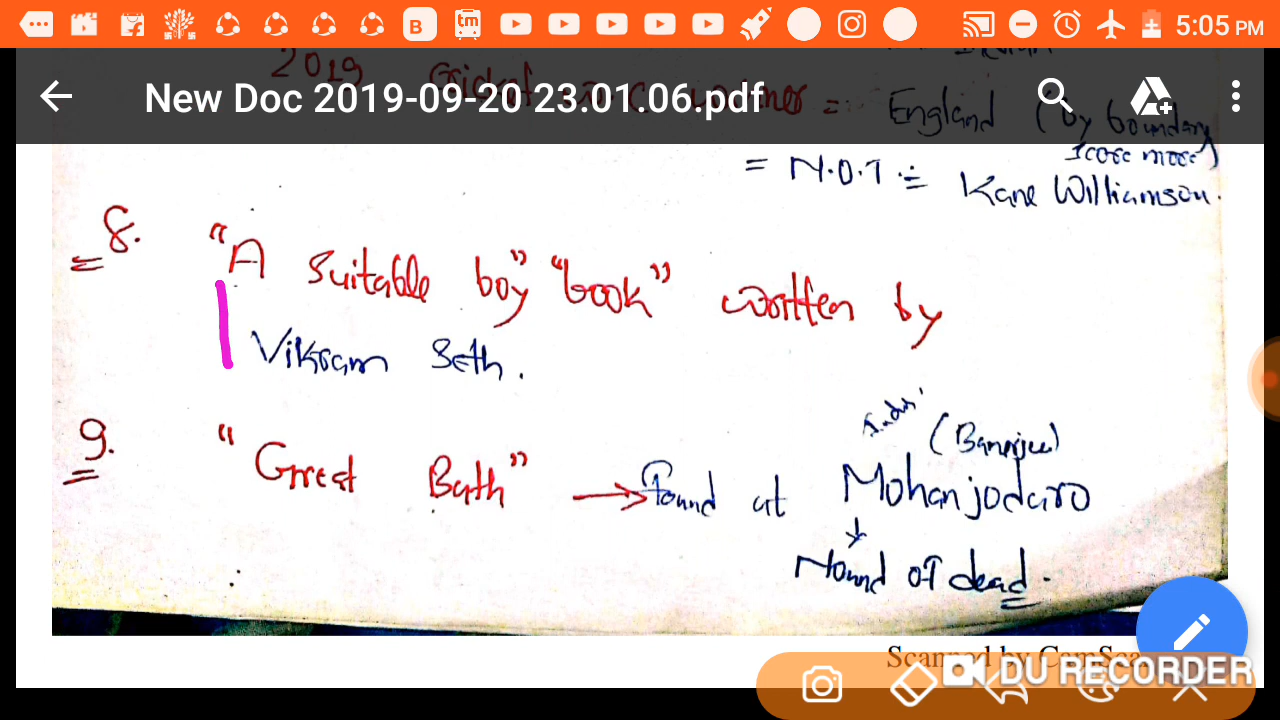 5:05 PM
New Doc 2019-09-20 23.01.06.pdf
2019 = England (by boundary
score more)
= M.O.T = Kane Williamson.
8. "A Suitable boy" "book" written by
Vikram Seth.
9. "Great Bath" → Found at Mohanjodaro
(Banerjee)
Mound of dead.
Scanned by CamSca
DU RECORDER